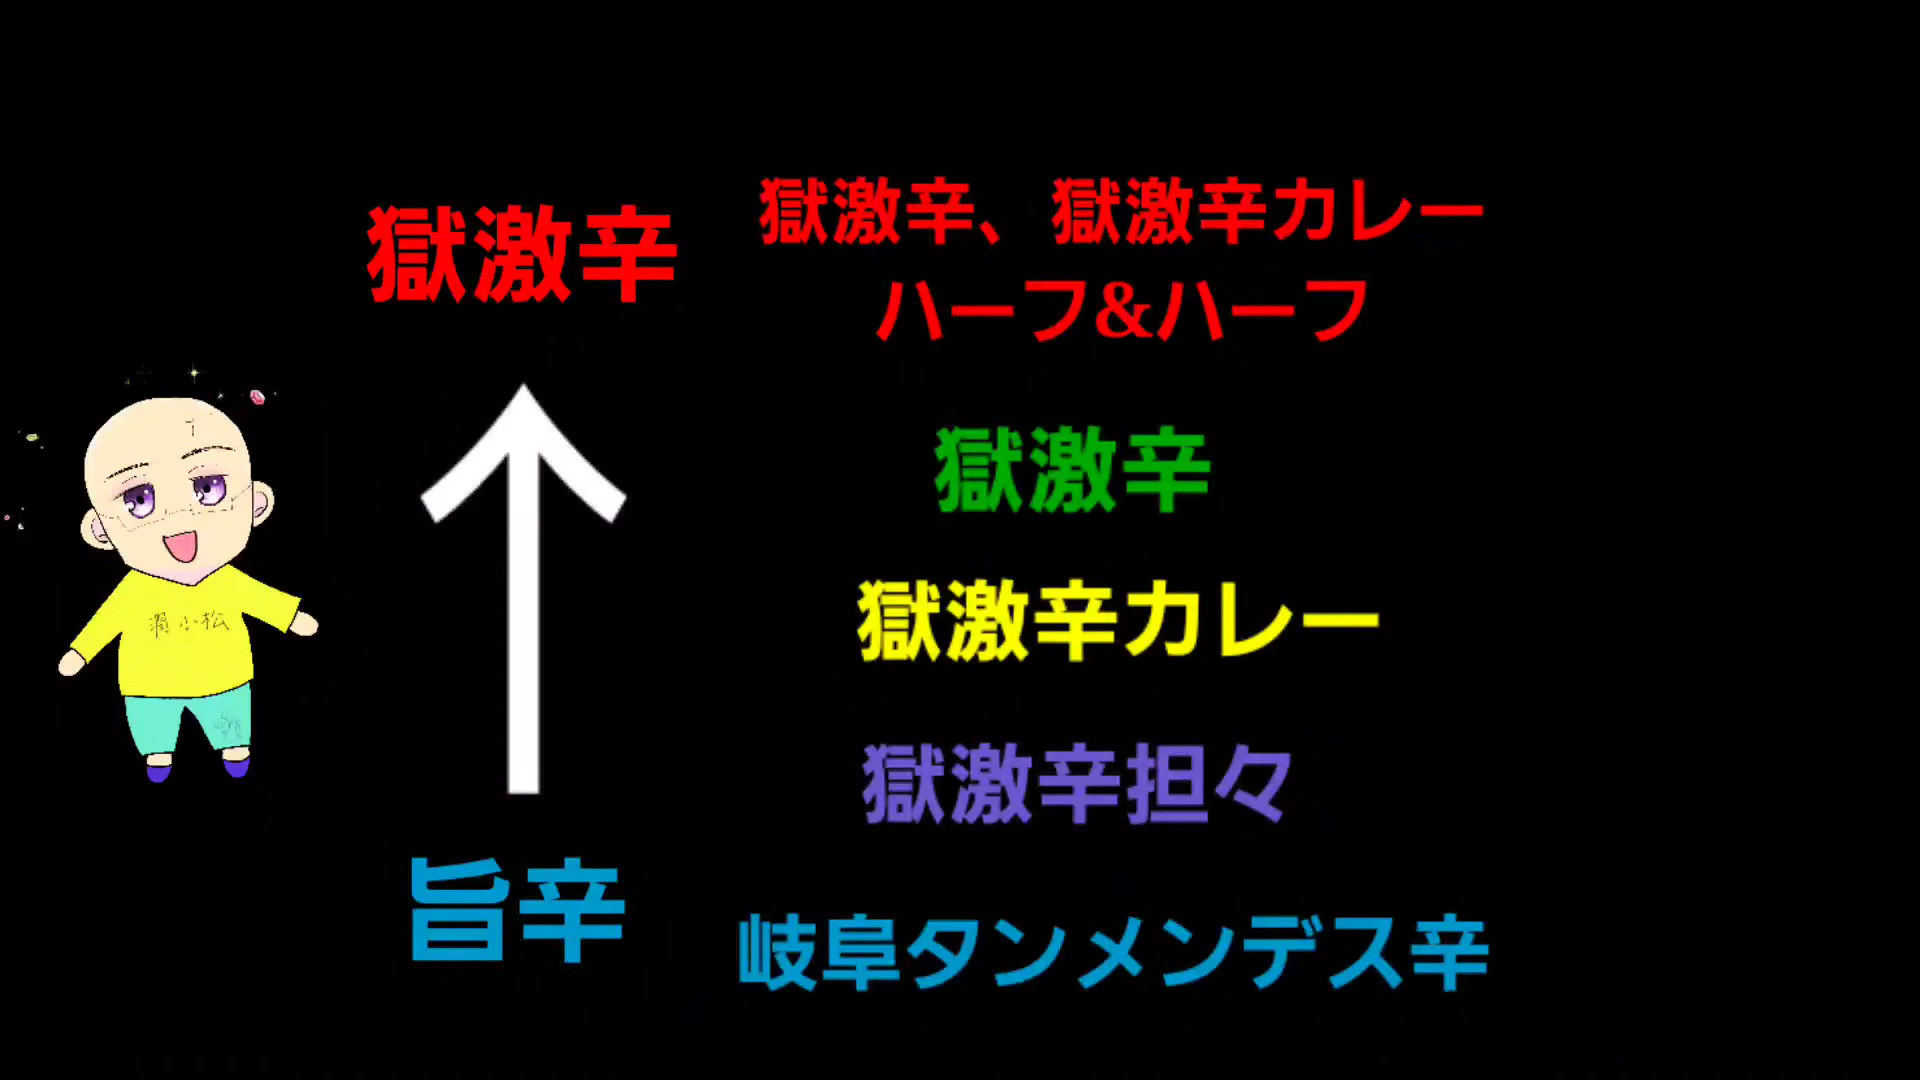 獄激辛
獄激辛、獄激辛カレー
ハーフ&ハーフ
獄激辛
獄激辛カレー
獄激辛担々
旨辛
岐阜タンメンデス辛
小松